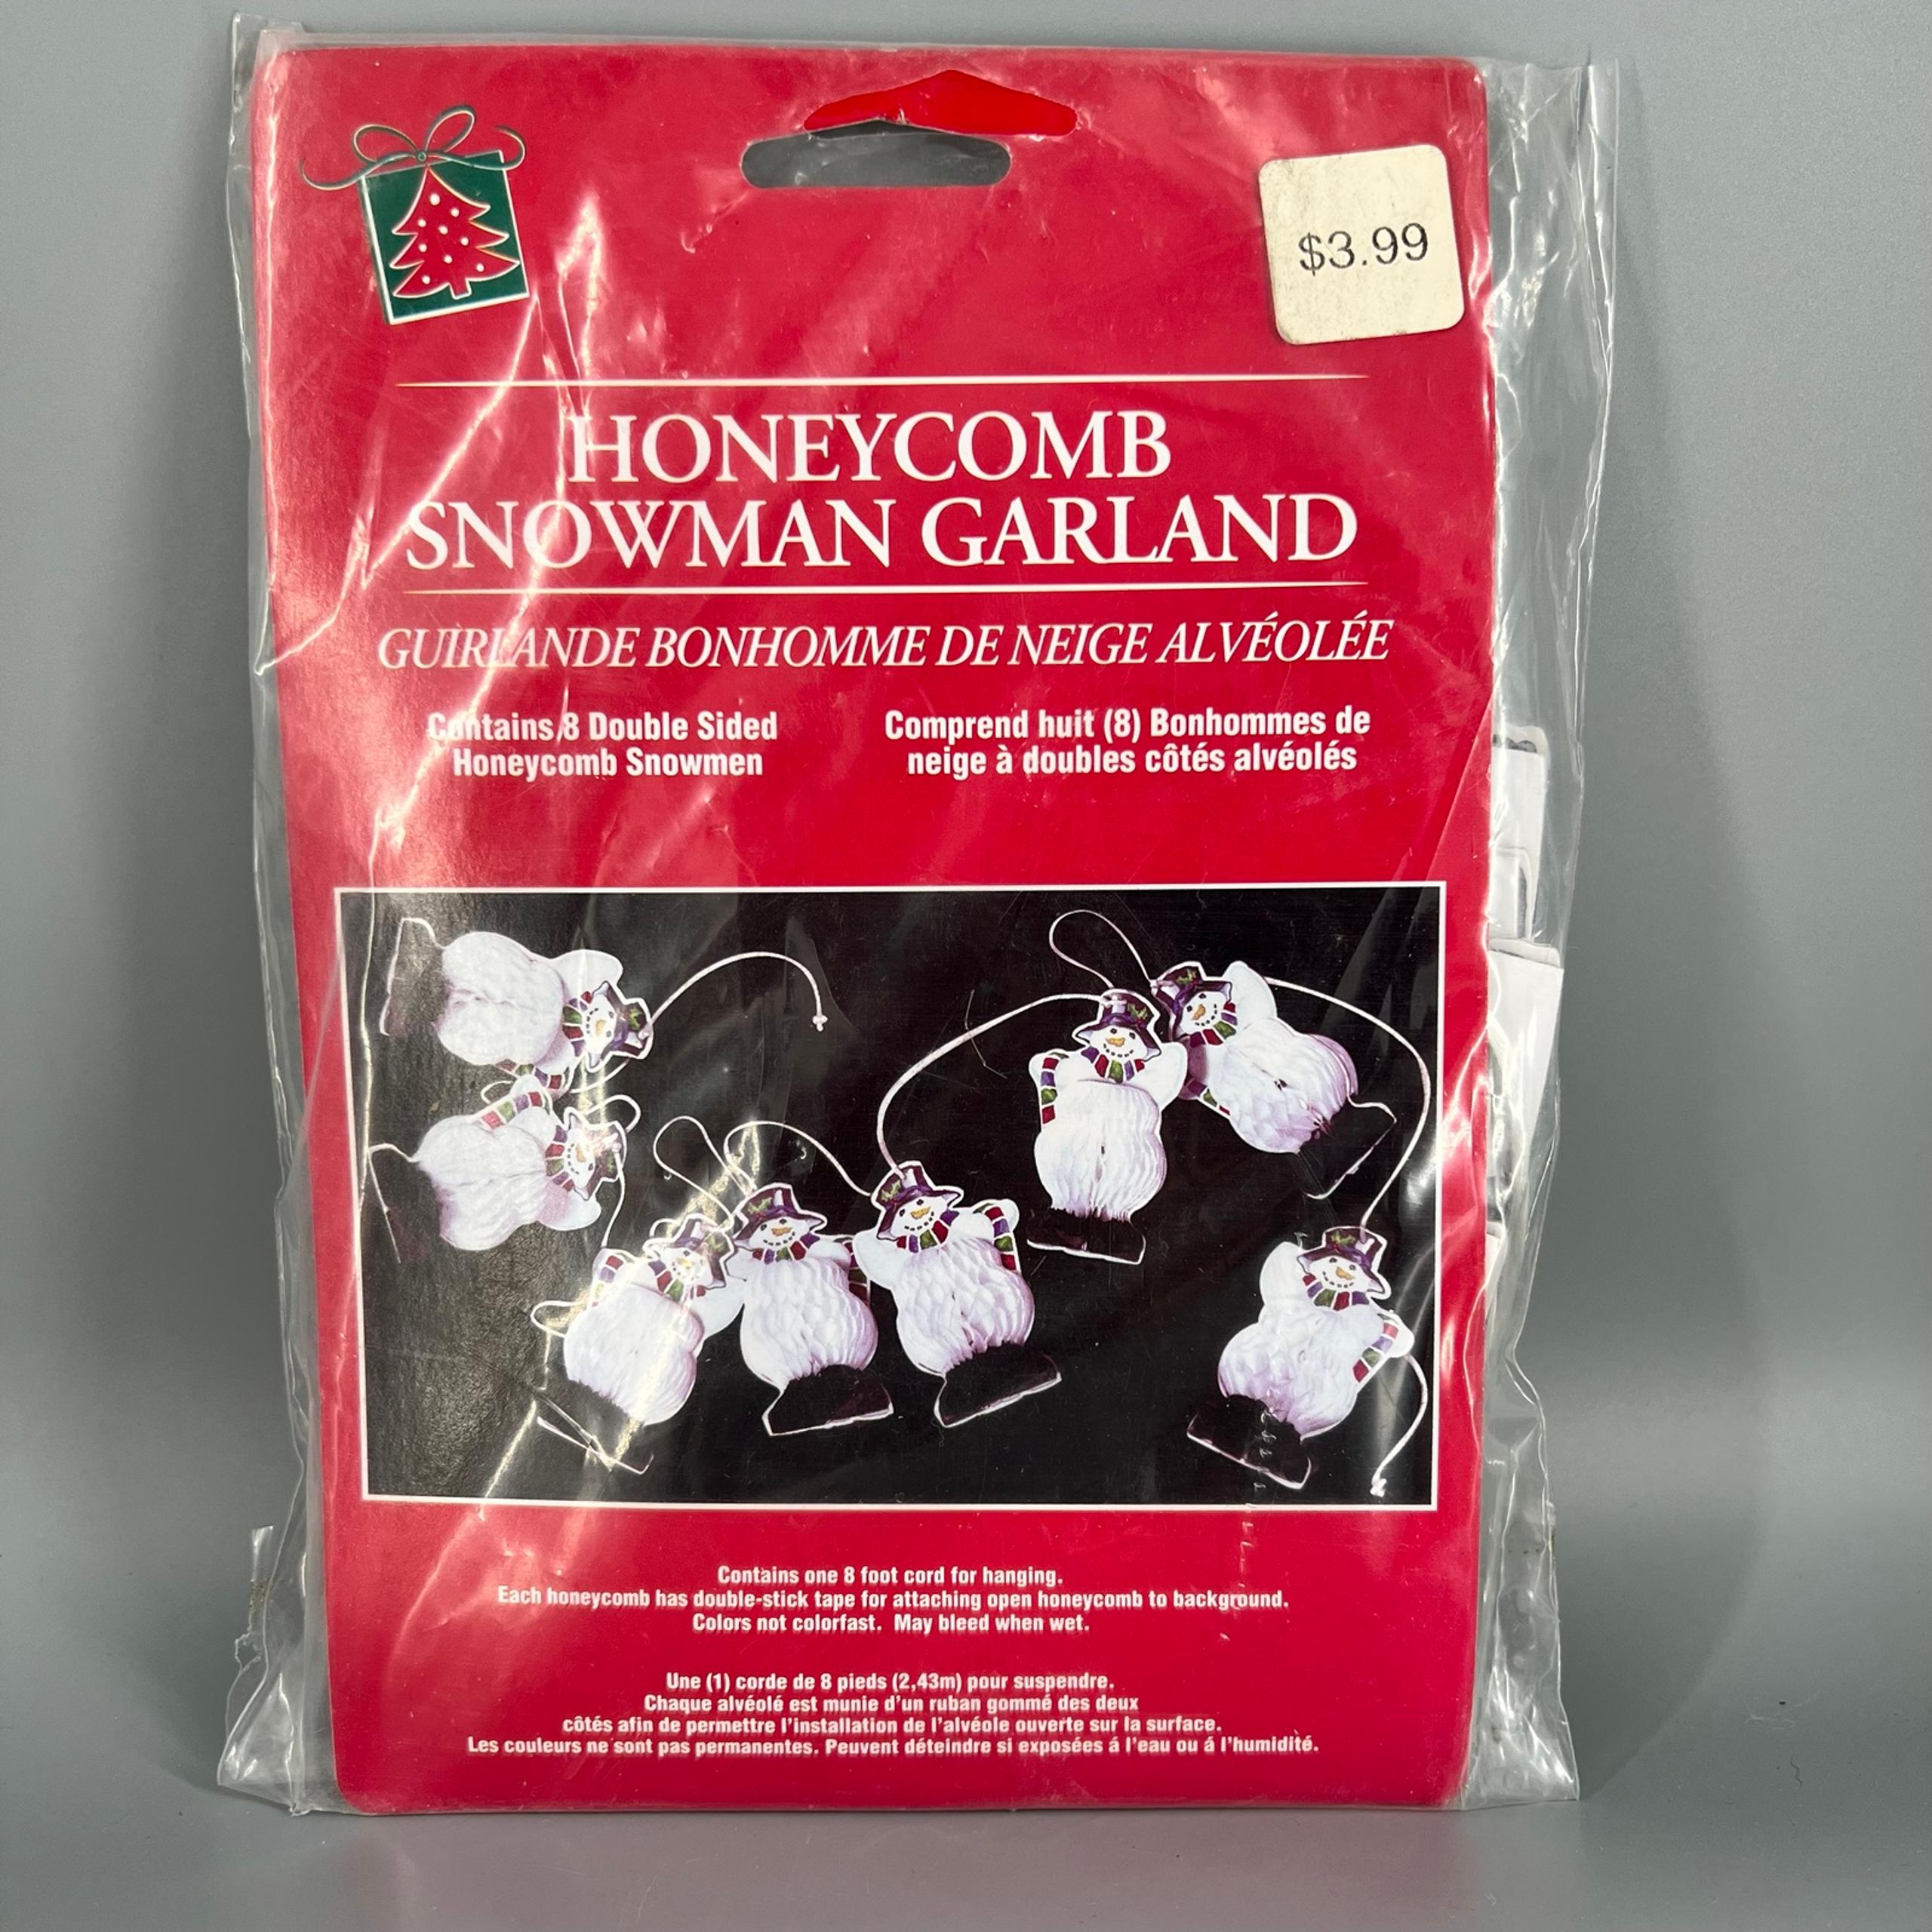 $3.99
HONEYCOMB
SNOWMAN GARLAND
GUIRLANDE BONHOMME DE NEIGE ALVÉOLÉE
Contains 8 Double Sided
Honeycomb Snowmen
Comprend huit (8) Bonhommes de
neige à doubles côtés alvéolés
Contains one 8 foot cord for hanging.
Each honeycomb has double-stick tape for attaching open honeycomb to background.
Colors not colorfast. May bleed when wet.
Une (1) corde de 8 pieds (2,43m) pour suspendre.
Chaque alvéolé est munie d'un ruban gommé des deux
côtés afin de permettre l'installation de l'alvéole ouverte sur la surface.
Les couleurs ne sont pas permanentes. Peuvent déteindre si exposées á l'eau ou á l'humidité.